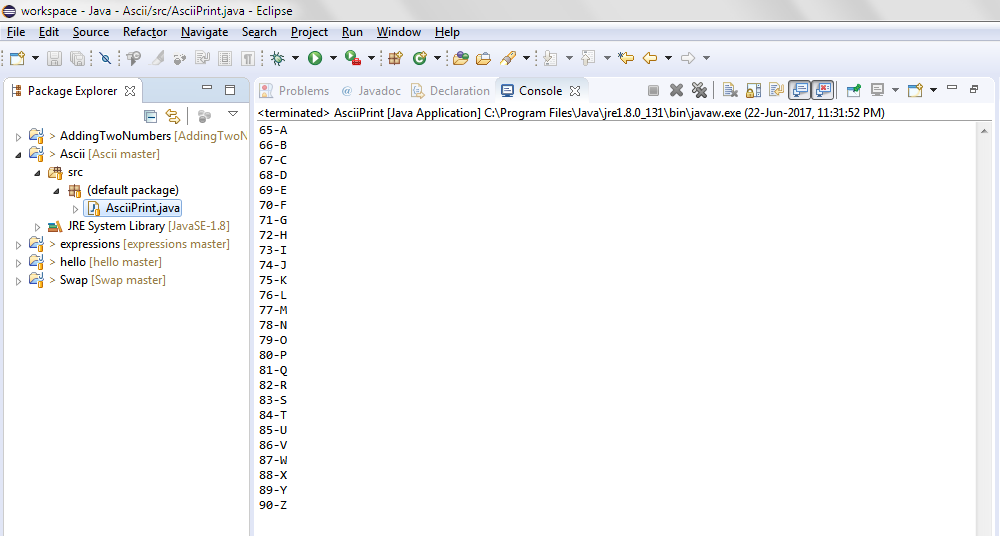 workspace - Java - Ascii/src/AsciiPrint.java - Eclipse
File Edit Source Refactor Navigate Search Project Run Window Help
Package Explorer
> AddingTwoNumbers [AddingTwoN
> Ascii [Ascii master]
src
(default package)
AsciiPrint.java
JRE System Library [JavaSE-1.8]
> expressions [expressions master]
> hello [hello master]
> Swap [Swap master]
Problems @ Javadoc Declaration Console
<terminated> AsciiPrint [Java Application] C:\Program Files\Java\jre1.8.0_131\bin\javaw.exe (22-Jun-2017, 11:31:52 PM)
65-A
66-B
67-C
68-D
69-E
70-F
71-G
72-H
73-I
74-J
75-K
76-L
77-M
78-N
79-O
80-P
81-Q
82-R
83-S
84-T
85-U
86-V
87-W
88-X
89-Y
90-Z